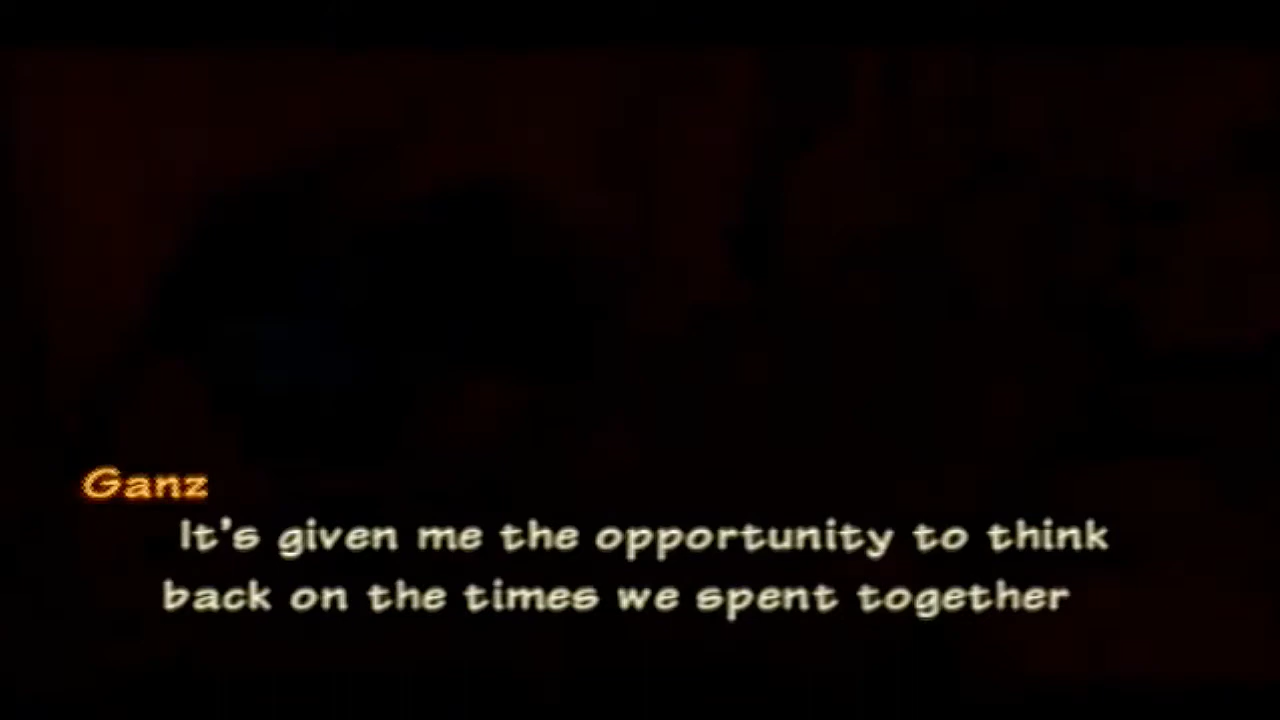 Ganz
It's given me the opportunity to think
back on the times we spent together